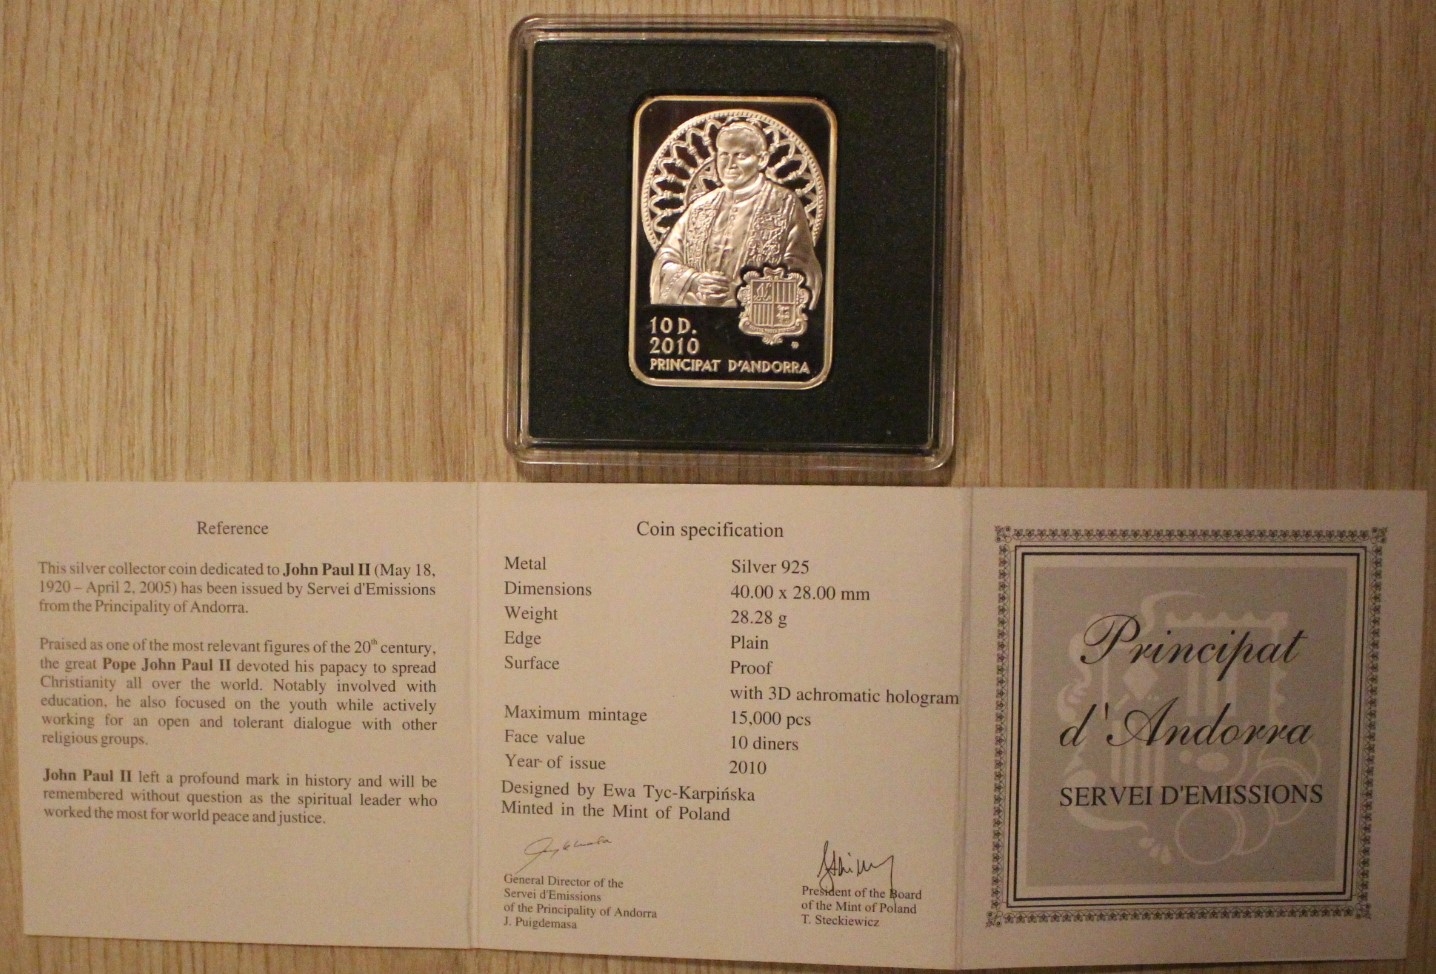 10 D.
2010
PRINCIPAT D'ANDORRA
Reference
This silver collector coin dedicated to John Paul II (May 18,
1920 – April 2, 2005) has been issued by Servei d'Emissions
from the Principality of Andorra.
Praised as one of the most relevant figures of the 20th century,
the great Pope John Paul II devoted his papacy to spread
Christianity all over the world. Notably involved with
education, he also focused on the youth while actively
working for an open and tolerant dialogue with other
religious groups.
John Paul II left a profound mark in history and will be
remembered without question as the spiritual leader who
worked the most for world peace and justice.
Coin specification
Metal Silver 925
Dimensions 40.00 x 28.00 mm
Weight 28.28 g
Edge Plain
Surface Proof
with 3D achromatic hologram
Maximum mintage 15,000 pcs
Face value 10 diners
Year of issue 2010
Designed by Ewa Tyc-Karpińska
Minted in the Mint of Poland
General Director of the
Servei d'Emissions
of the Principality of Andorra
J. Puigdemasa
President of the Board
of the Mint of Poland
T. Steckiewicz
Principat
d'Andorra
SERVEI D'EMISSIONS